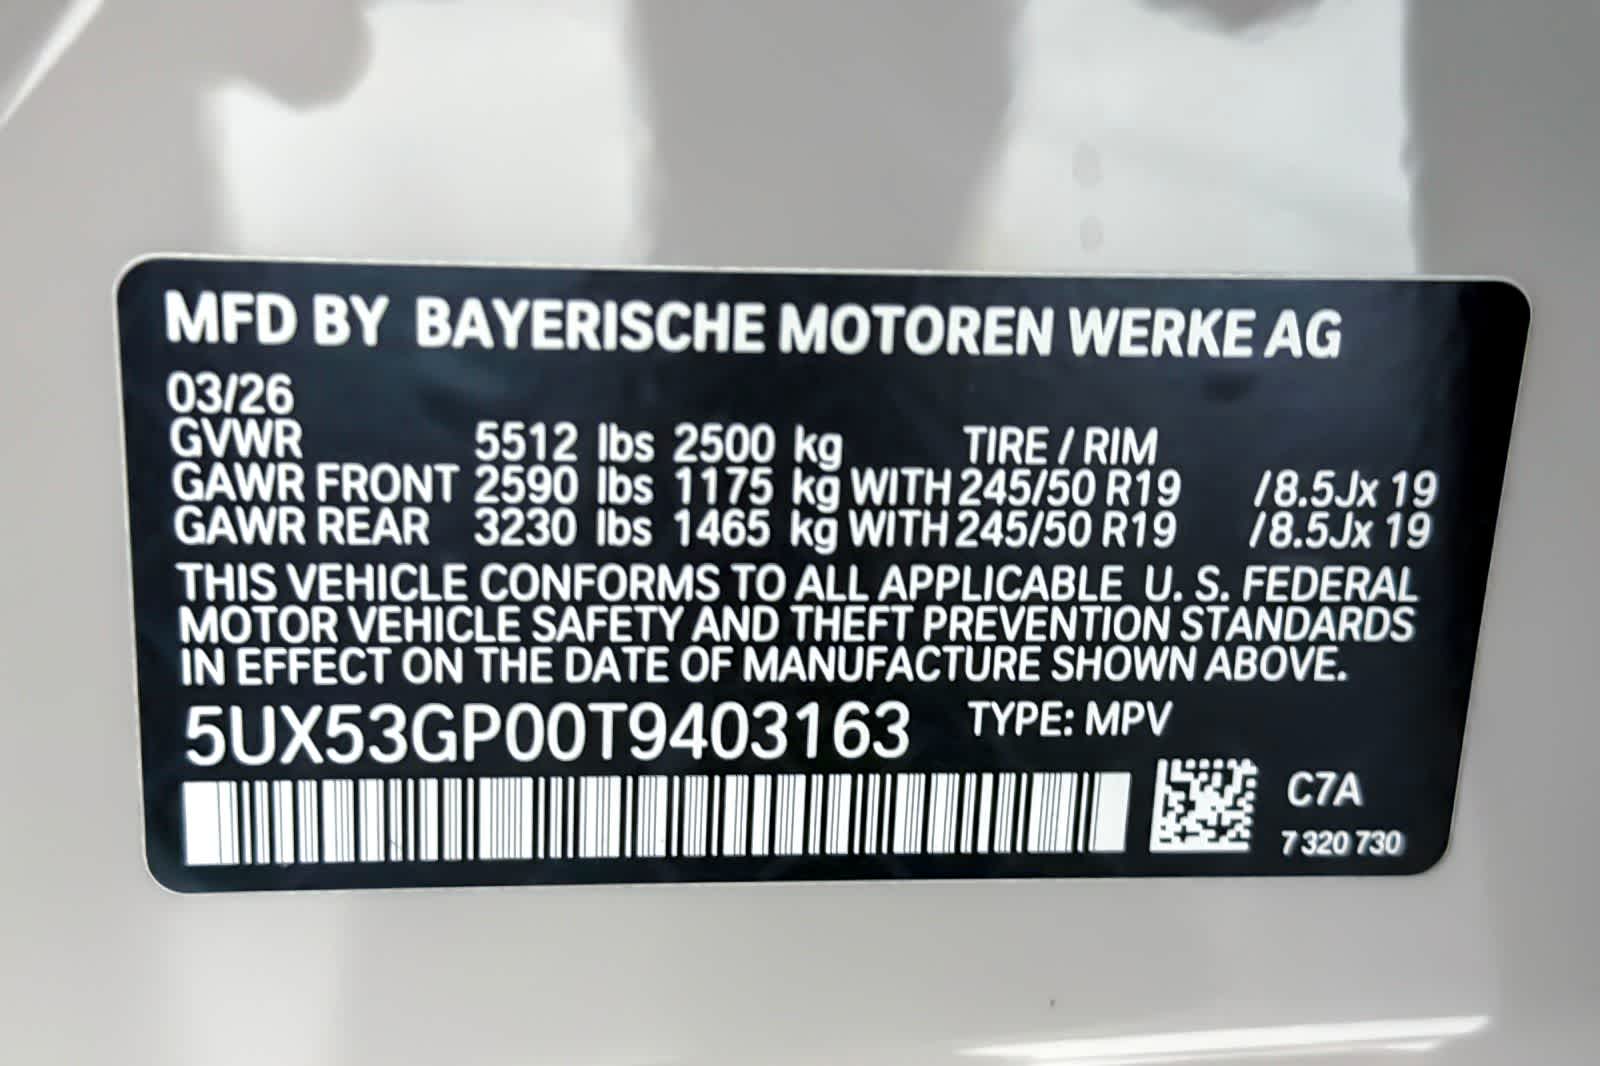 MFD BY BAYERISCHE MOTOREN WERKE AG
03/26
GVWR 5512 lbs 2500 kg TIRE / RIM
GAWR FRONT 2590 lbs 1175 kg WITH 245/50 R19 /8.5Jx 19
GAWR REAR 3230 lbs 1465 kg WITH 245/50 R19 /8.5Jx 19
THIS VEHICLE CONFORMS TO ALL APPLICABLE U. S. FEDERAL
MOTOR VEHICLE SAFETY AND THEFT PREVENTION STANDARDS
IN EFFECT ON THE DATE OF MANUFACTURE SHOWN ABOVE.
5UX53GP00T9403163 TYPE: MPV
C7A
7 320 730